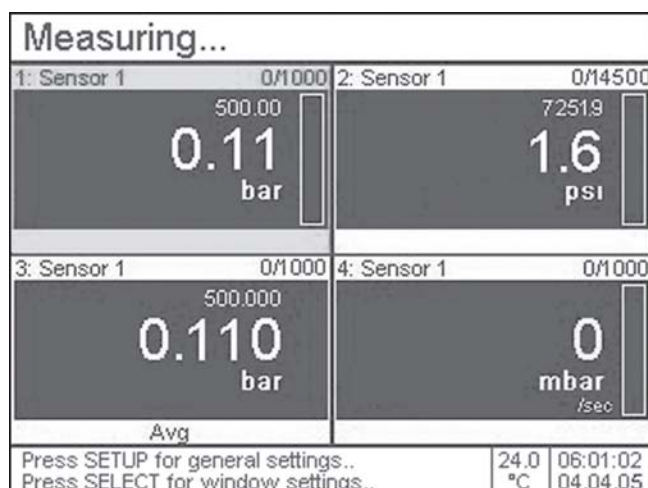 Measuring...
1: Sensor 1 0/1000
500.00
0.11
bar
2: Sensor 1 0/14500
7251.9
1.6
psi
3: Sensor 1 0/1000
500.000
0.110
bar
Avg
4: Sensor 1 0/1000
0
mbar
/sec
Press SETUP for general settings..
Press SELECT for window settings..
24.0
°C
06:01:02
04.04.05